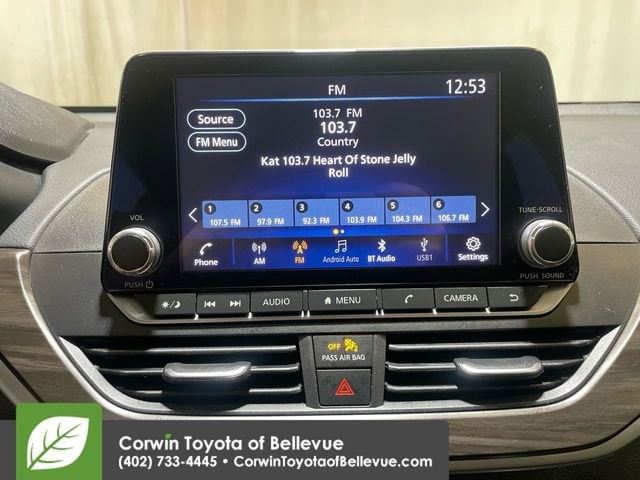 FM
12:53
Source
103.7 FM
103.7
FM Menu
Country
Kat 103.7 Heart Of Stone Jelly
Roll
1 2 3 4 5 6
107.5 FM 97.9 FM 92.3 FM 103.9 FM 104.3 FM 106.7 FM
VOL
TUNE·SCROLL
Phone AM FM Android Auto BT Audio USB1 Settings
PUSH
PUSH SOUND
AUDIO MENU CAMERA
OFF 2
PASS AIR BAG
Corwin Toyota of Bellevue
(402) 733-4445 • CorwinToyotaofBellevue.com